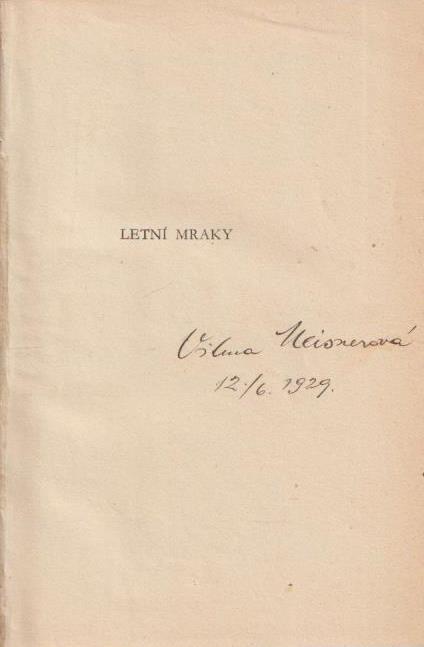 LETNÍ MRAKY
Vilma Meisnerová
12./6. 1929.